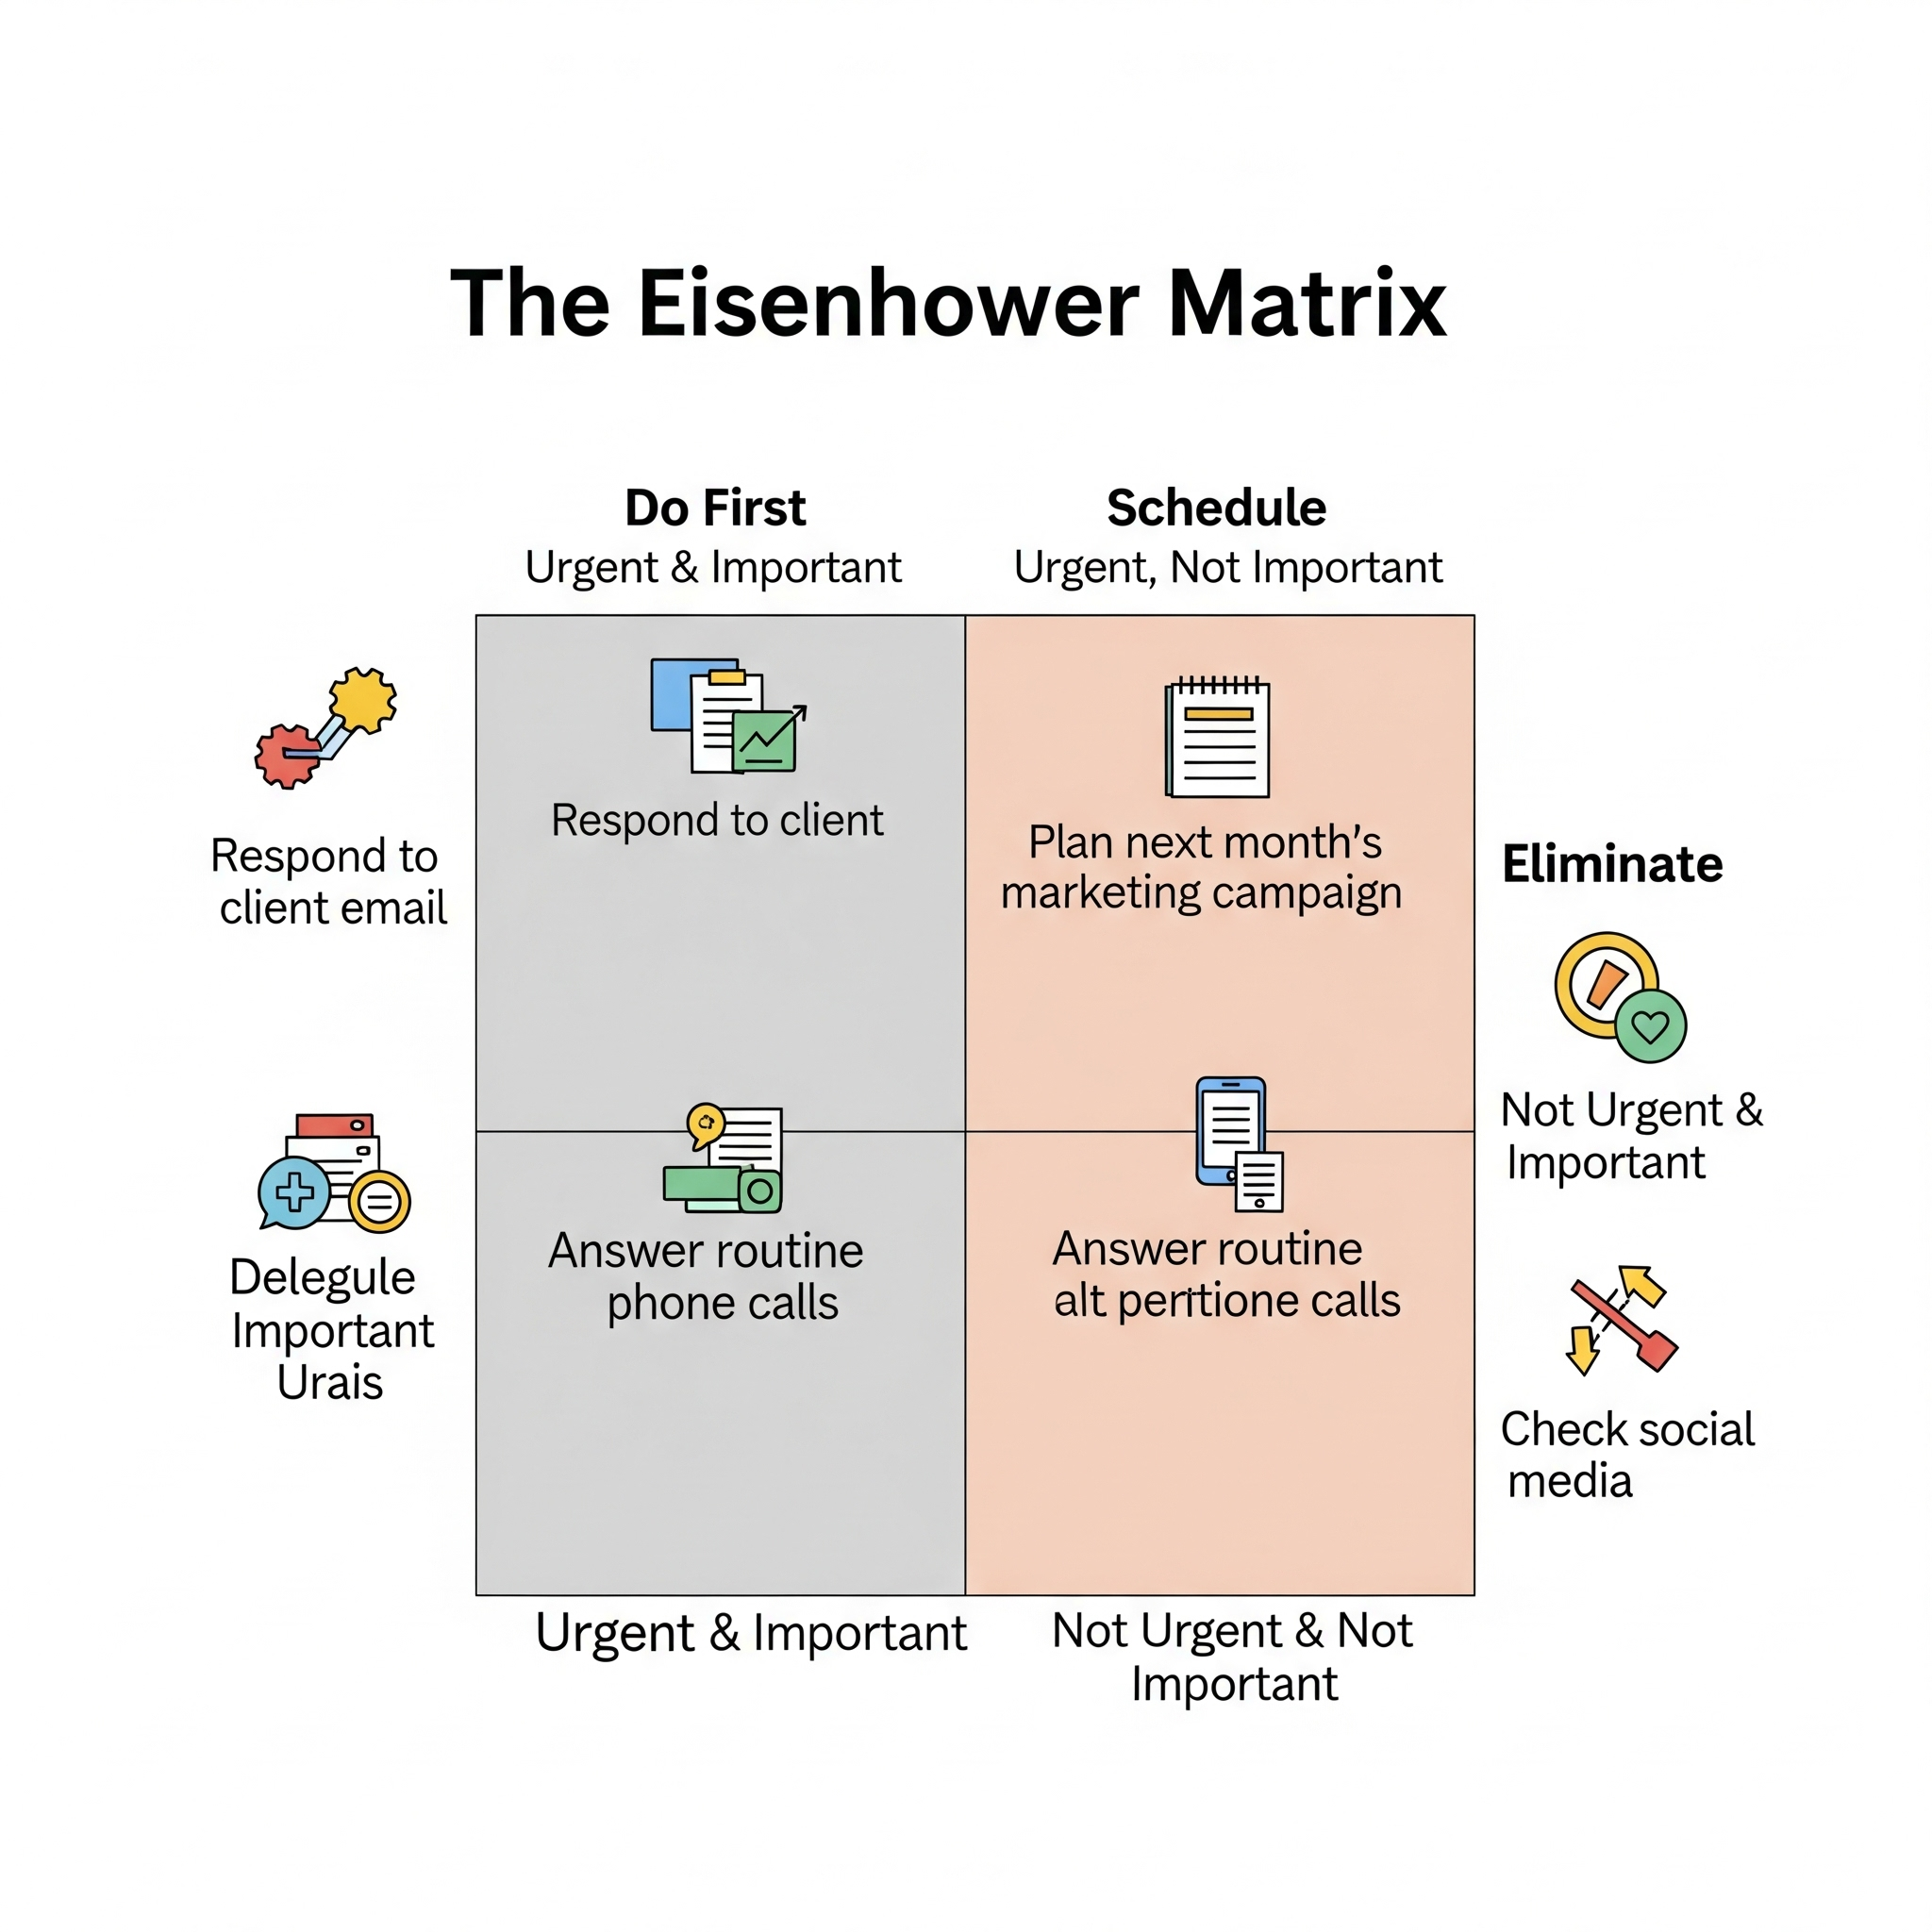 The Eisenhower Matrix
Do First
Urgent & Important
Schedule
Urgent, Not Important
Respond to
client email
Respond to client
Plan next month's
marketing campaign
Eliminate
Not Urgent &
Important
Delegule
Important
Urais
Answer routine
phone calls
Answer routine
alt pentione calls
Check social
media
Urgent & Important
Not Urgent & Not
Important